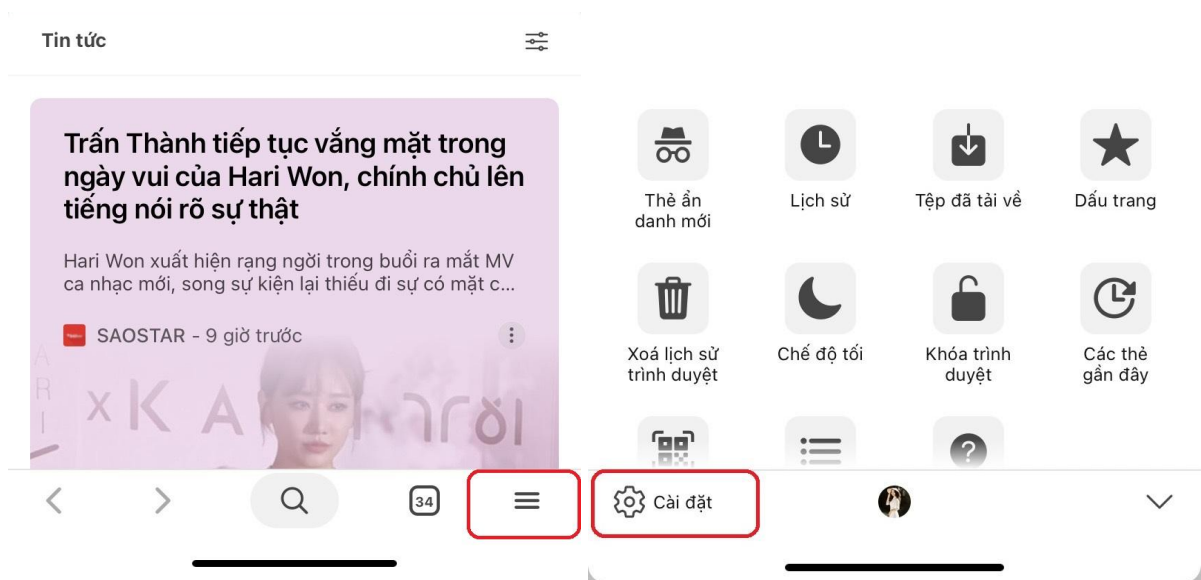 Tin tức
Trấn Thành tiếp tục vắng mặt trong
ngày vui của Hari Won, chính chủ lên
tiếng nói rõ sự thật
Hari Won xuất hiện rạng ngời trong buổi ra mắt MV
ca nhạc mới, song sự kiện lại thiếu đi sự có mặt c...
SAOSTAR - 9 giờ trước
ARI
x K A
34
Thẻ ẩn
danh mới
Lịch sử
Tệp đã tải về
Dấu trang
Xoá lịch sử
trình duyệt
Chế độ tối
Khóa trình
duyệt
Các thẻ
gần đây
Cài đặt